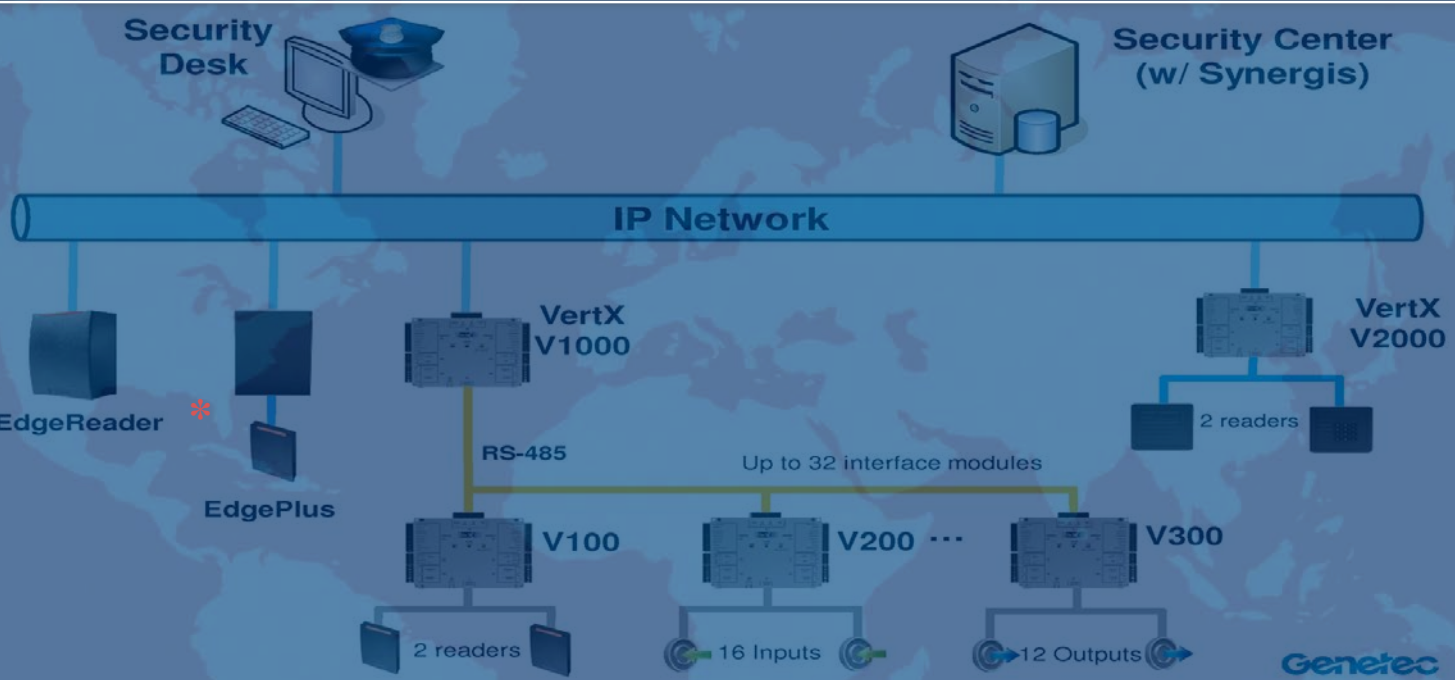 Security
Desk
Security Center
(w/ Synergis)
IP Network
VertX
V1000
VertX
V2000
EdgeReader
*
2 readers
RS-485
Up to 32 interface modules
EdgePlus
V100
V200 ...
V300
2 readers
16 Inputs
12 Outputs
Genetec